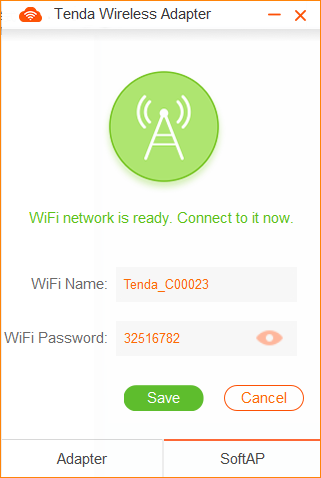 Tenda Wireless Adapter
WiFi network is ready. Connect to it now.
WiFi Name: Tenda_C00023
WiFi Password: 32516782
Save Cancel
Adapter SoftAP